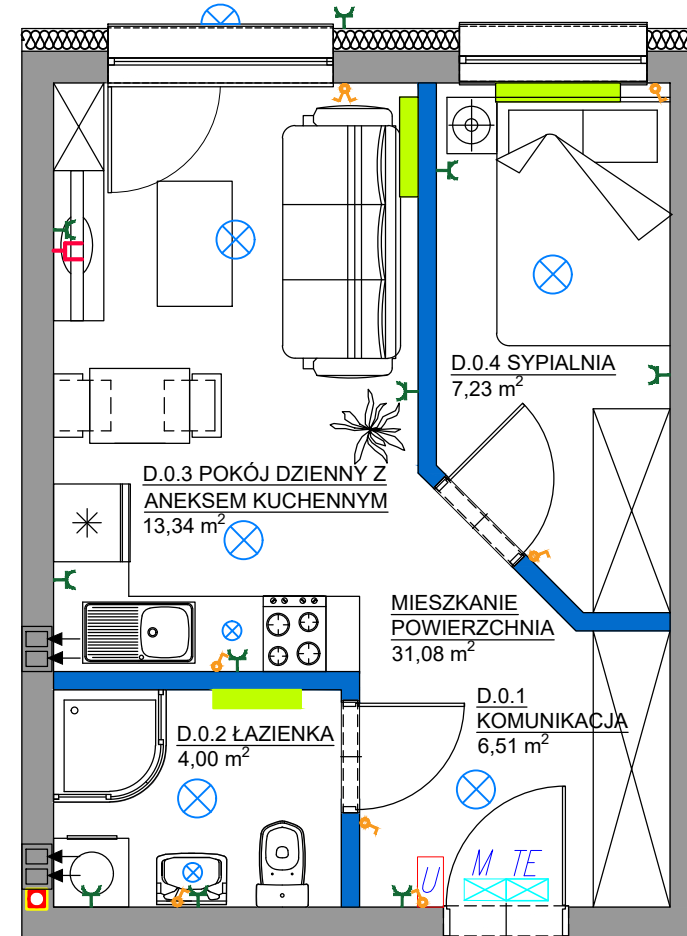 D.0.4 SYPIALNIA
7,23 m²
D.0.3 POKÓJ DZIENNY Z
ANEKSEM KUCHENNYM
13,34 m²
MIESZKANIE
POWIERZCHNIA
31,08 m²
D.0.1
KOMUNIKACJA
6,51 m²
D.0.2 ŁAZIENKA
4,00 m²
U M TE